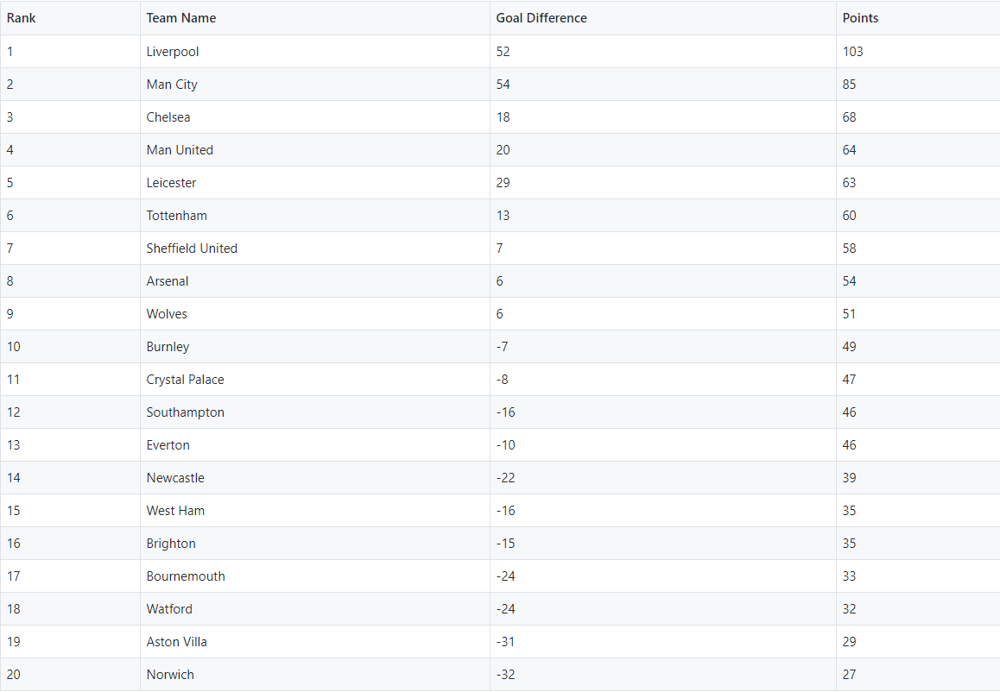 Rank Team Name Goal Difference Points
1 Liverpool 52 103
2 Man City 54 85
3 Chelsea 18 68
4 Man United 20 64
5 Leicester 29 63
6 Tottenham 13 60
7 Sheffield United 7 58
8 Arsenal 6 54
9 Wolves 6 51
10 Burnley -7 49
11 Crystal Palace -8 47
12 Southampton -16 46
13 Everton -10 46
14 Newcastle -22 39
15 West Ham -16 35
16 Brighton -15 35
17 Bournemouth -24 33
18 Watford -24 32
19 Aston Villa -31 29
20 Norwich -32 27